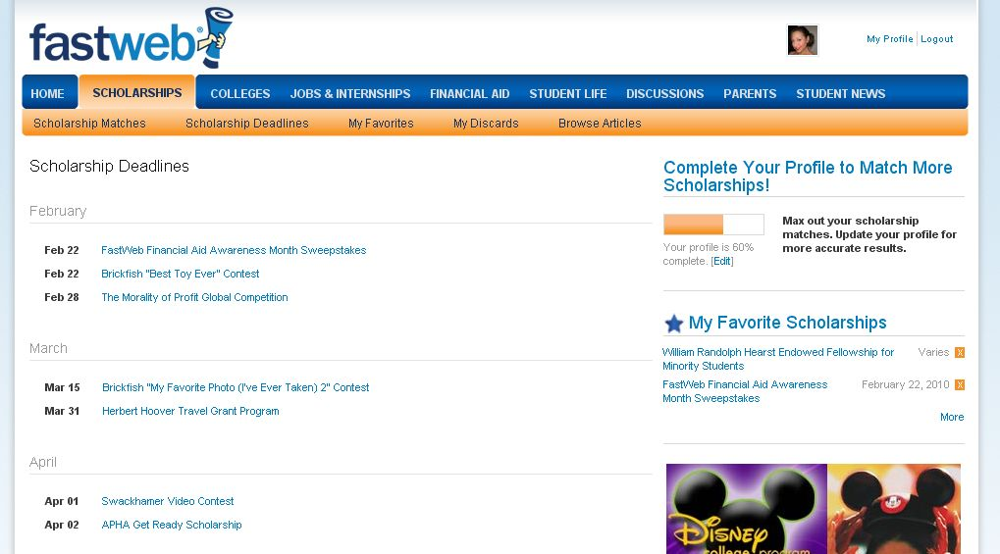 fastweb
My Profile | Logout
HOME SCHOLARSHIPS COLLEGES JOBS & INTERNSHIPS FINANCIAL AID STUDENT LIFE DISCUSSIONS PARENTS STUDENT NEWS
Scholarship Matches Scholarship Deadlines My Favorites My Discards Browse Articles
Scholarship Deadlines
February
Feb 22 FastWeb Financial Aid Awareness Month Sweepstakes
Feb 22 Brickfish "Best Toy Ever" Contest
Feb 28 The Morality of Profit Global Competition
March
Mar 15 Brickfish "My Favorite Photo (I've Ever Taken) 2" Contest
Mar 31 Herbert Hoover Travel Grant Program
April
Apr 01 Swackhamer Video Contest
Apr 02 APHA Get Ready Scholarship
Complete Your Profile to Match More
Scholarships!
Your profile is 60%
complete. [Edit]
Max out your scholarship
matches. Update your profile for
more accurate results.
My Favorite Scholarships
William Randolph Hearst Endowed Fellowship for Varies X
Minority Students
FastWeb Financial Aid Awareness February 22, 2010 X
Month Sweepstakes
More
Disney
college program